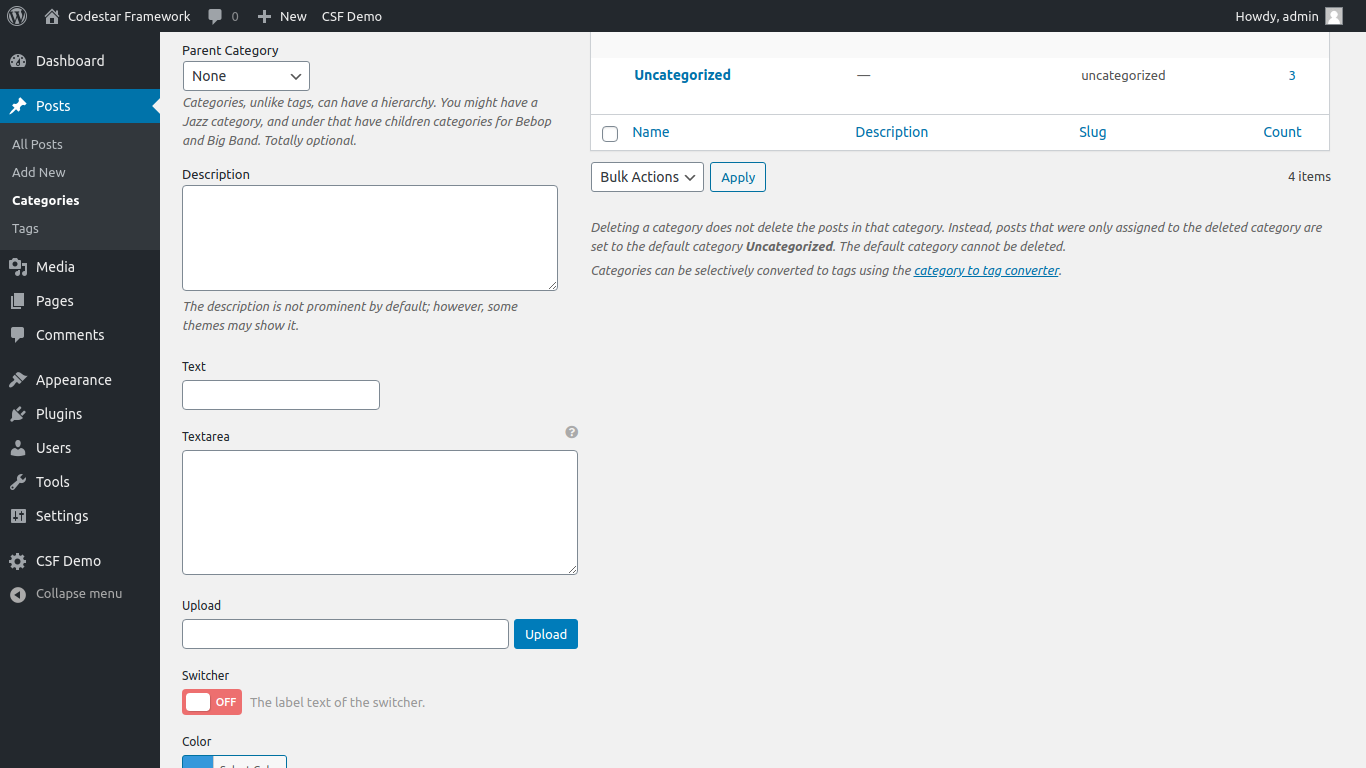 Codestar Framework 0 New CSF Demo Howdy, admin
Dashboard
Posts
All Posts
Add New
Categories
Tags
Media
Pages
Comments
Appearance
Plugins
Users
Tools
Settings
CSF Demo
Collapse menu
Parent Category
None
Categories, unlike tags, can have a hierarchy. You might have a
Jazz category, and under that have children categories for Bebop
and Big Band. Totally optional.
Description
The description is not prominent by default; however, some
themes may show it.
Text
Textarea
Upload
Upload
Switcher
OFF The label text of the switcher.
Color
Select Color
Uncategorized — uncategorized 3
Name Description Slug Count
Bulk Actions Apply 4 items
Deleting a category does not delete the posts in that category. Instead, posts that were only assigned to the deleted category are
set to the default category Uncategorized. The default category cannot be deleted.
Categories can be selectively converted to tags using the category to tag converter.